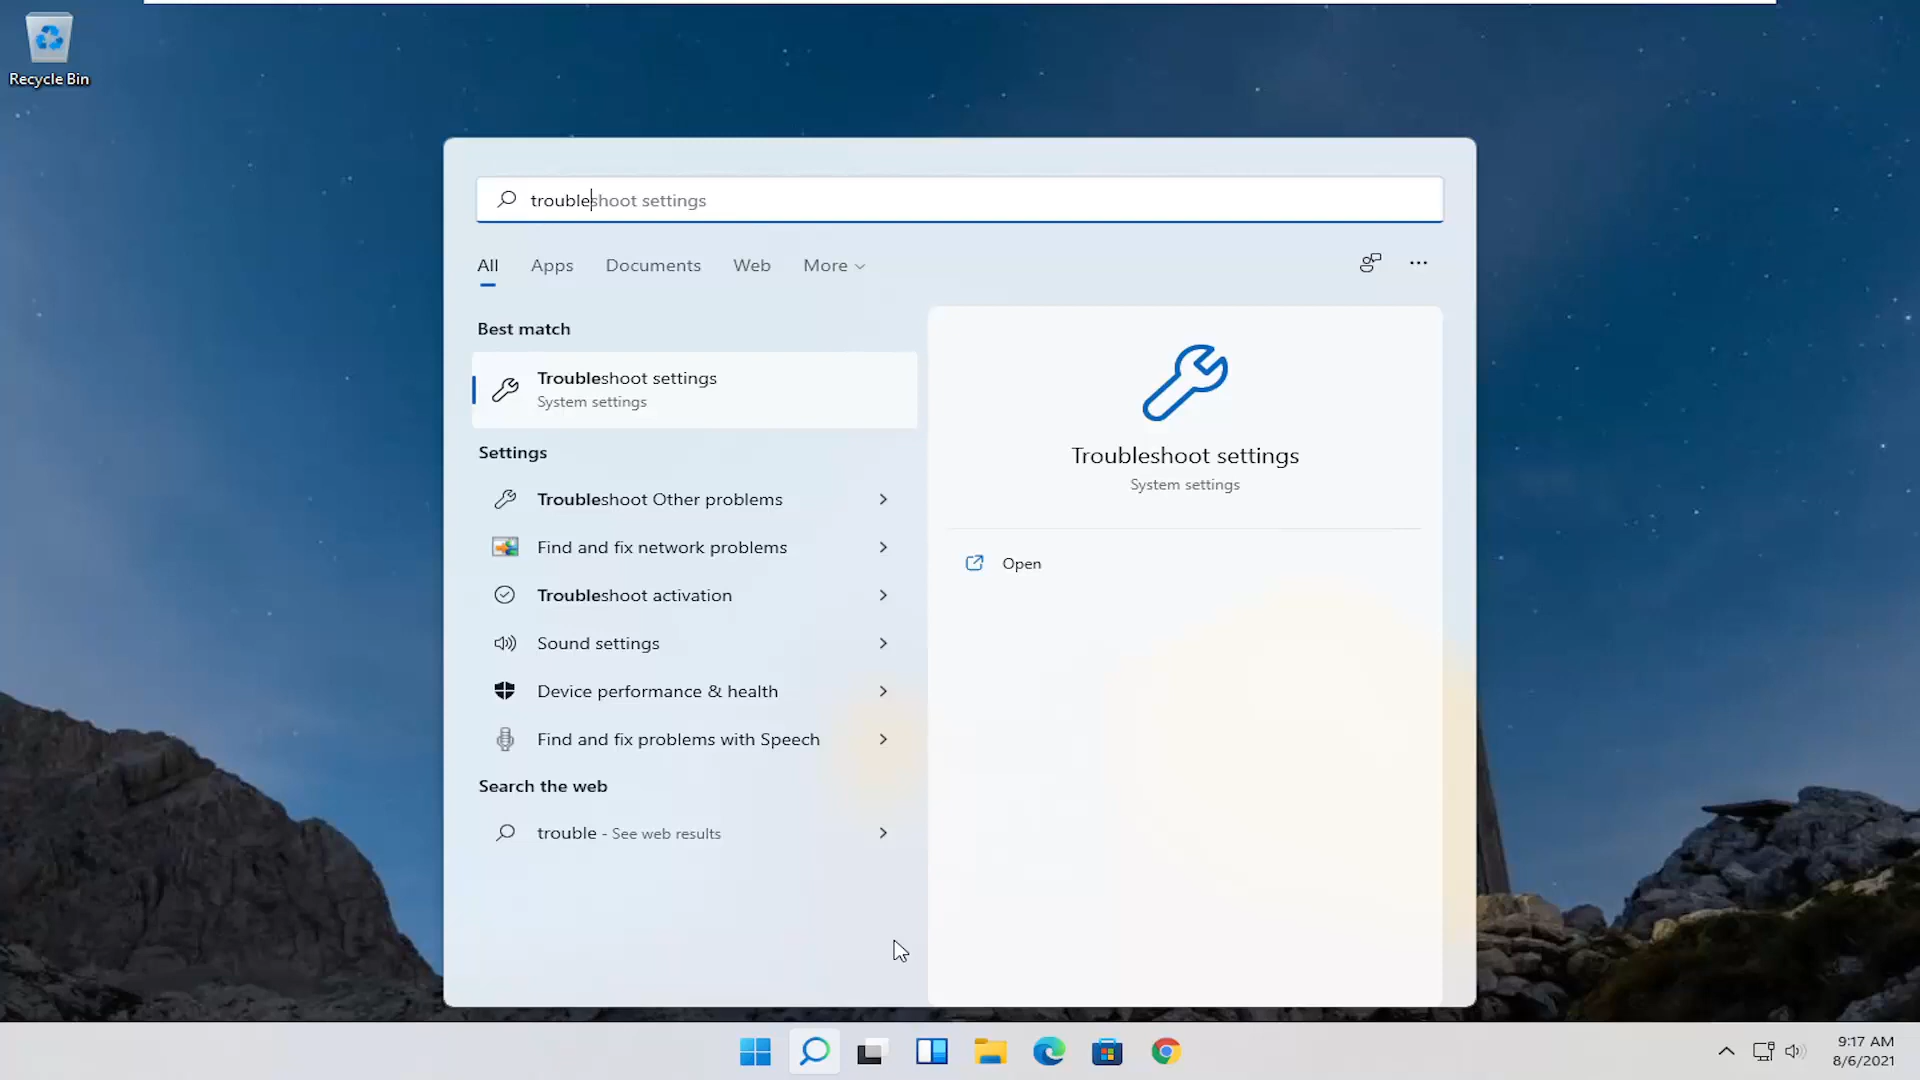 Recycle Bin
troubleshoot settings
All Apps Documents Web More
Best match
Troubleshoot settings
System settings
Settings
Troubleshoot Other problems
Find and fix network problems
Troubleshoot activation
Sound settings
Device performance & health
Find and fix problems with Speech
Search the web
trouble - See web results
Troubleshoot settings
System settings
Open
9:17 AM
8/6/2021